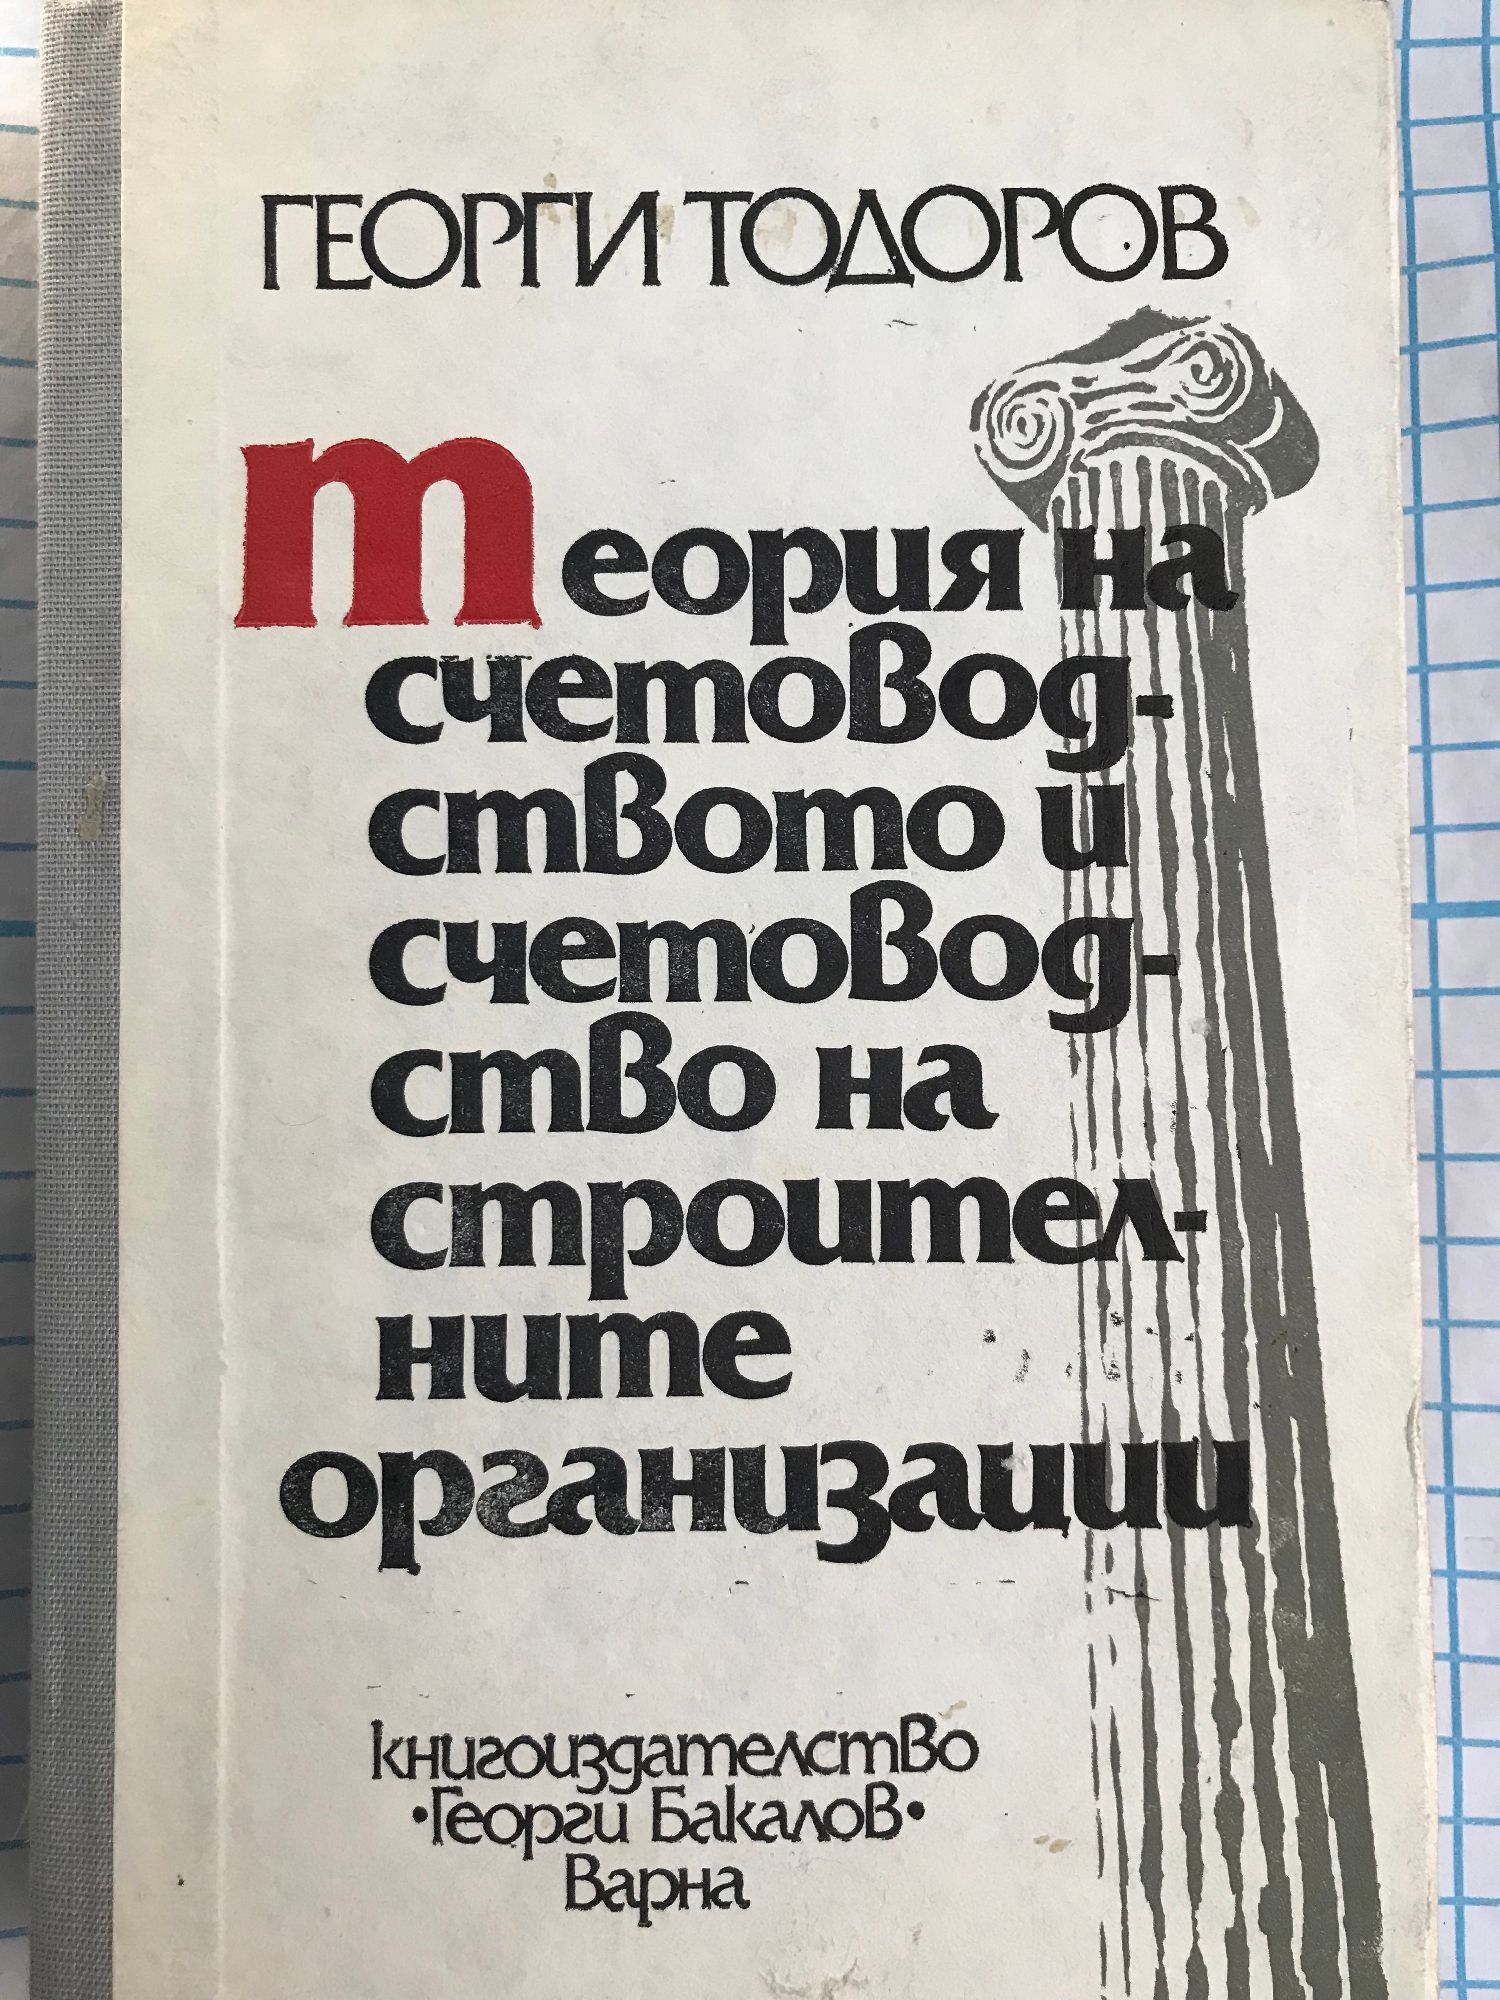 ГЕОРГИ ТОДОРОВ
теория на
счетовод-
ството и
счетовод-
ство на
строител-
ните
организации
книгоиздателство
•Георги Бакалов•
Варна